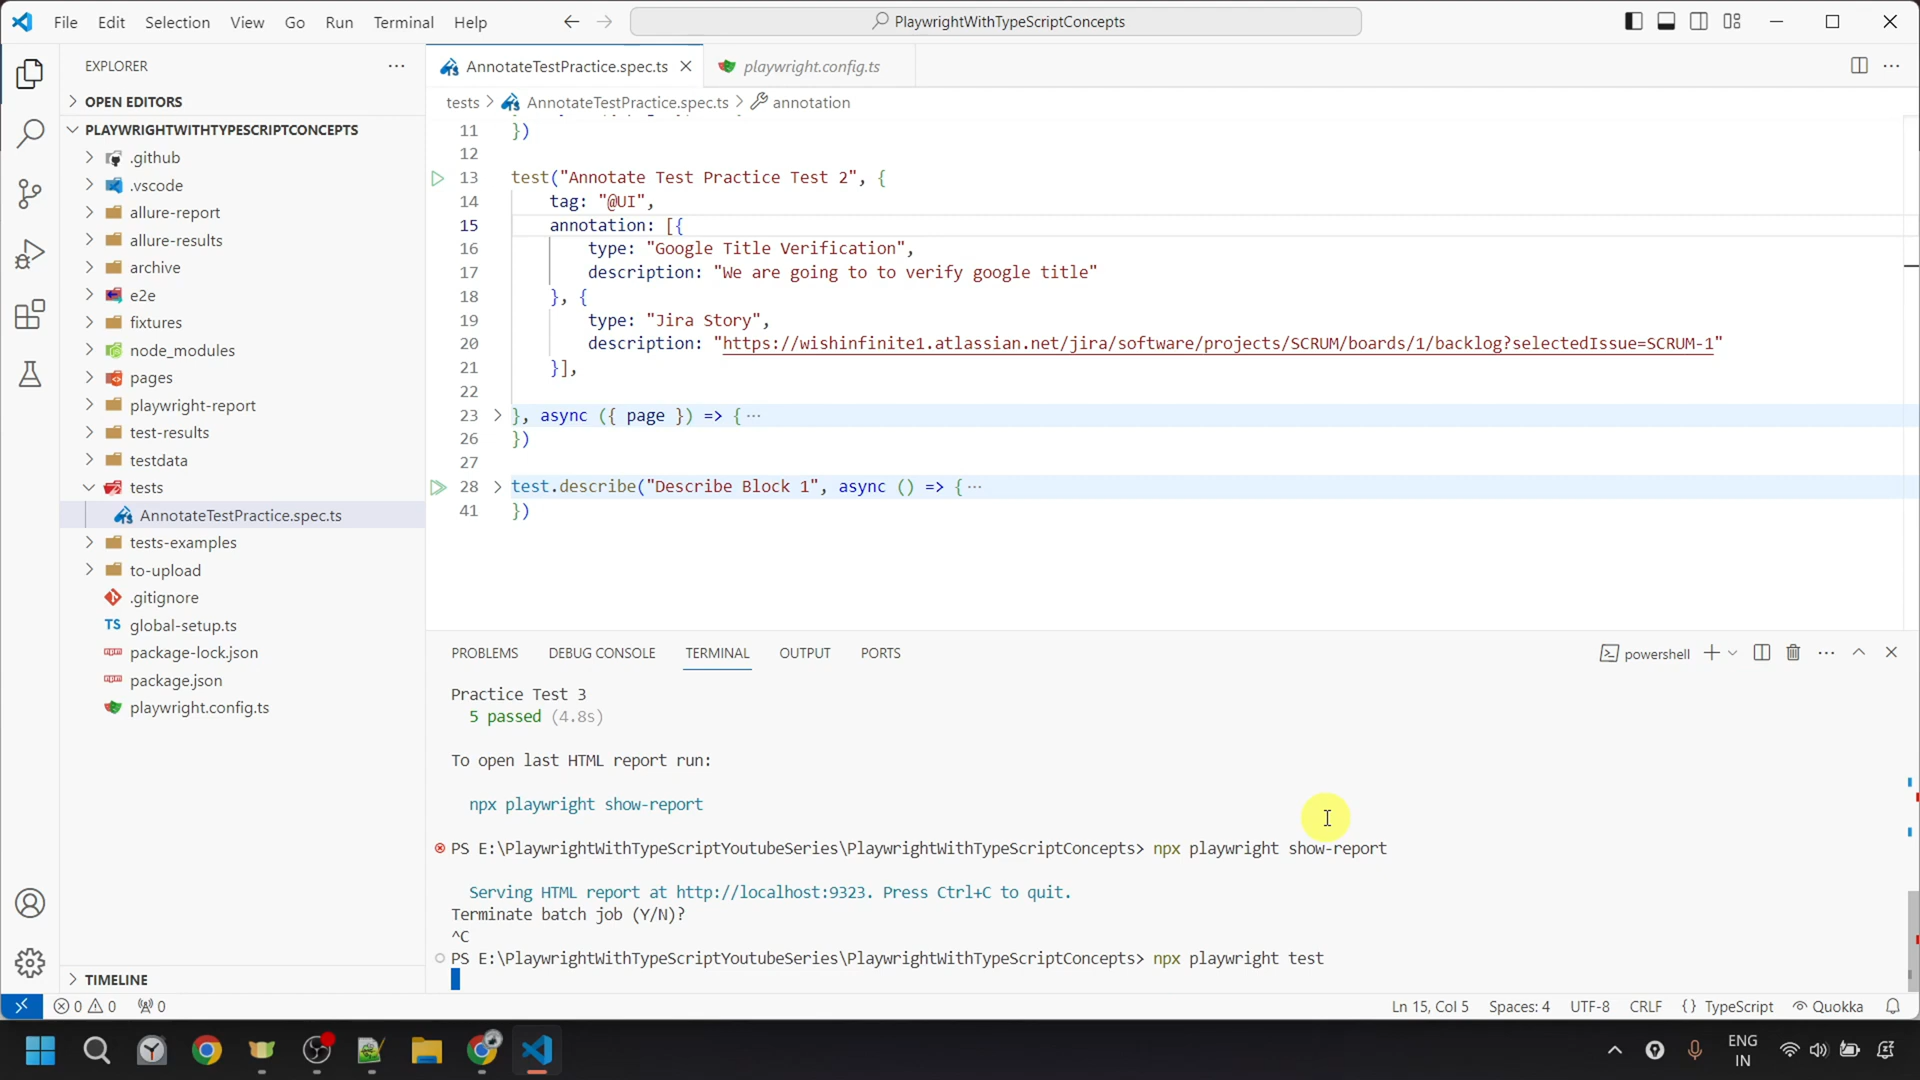 File Edit Selection View Go Run Terminal Help
PlaywrightWithTypeScriptConcepts
EXPLORER
OPEN EDITORS
PLAYWRIGHTWITHTYPESCRIPTCONCEPTS
.github
.vscode
allure-report
allure-results
archive
e2e
fixtures
node_modules
pages
playwright-report
test-results
testdata
tests
AnnotateTestPractice.spec.ts
tests-examples
to-upload
.gitignore
TS global-setup.ts
package-lock.json
package.json
playwright.config.ts
TIMELINE
AnnotateTestPractice.spec.ts
playwright.config.ts
tests > AnnotateTestPractice.spec.ts > annotation
11 })
12
13 test("Annotate Test Practice Test 2", {
14 tag: "@UI",
15 annotation: [{
16 type: "Google Title Verification",
17 description: "We are going to to verify google title"
18 }, {
19 type: "Jira Story",
20 description: "https://wishinfinite1.atlassian.net/jira/software/projects/SCRUM/boards/1/backlog?selectedIssue=SCRUM-1"
21 }],
22
23 }, async ({ page }) => { ...
26 })
27
28 test.describe("Describe Block 1", async () => { ...
41 })
PROBLEMS DEBUG CONSOLE TERMINAL OUTPUT PORTS
powershell
Practice Test 3
5 passed (4.8s)
To open last HTML report run:
npx playwright show-report
PS E:\PlaywrightWithTypeScriptYoutubeSeries\PlaywrightWithTypeScriptConcepts> npx playwright show-report
Serving HTML report at http://localhost:9323. Press Ctrl+C to quit.
Terminate batch job (Y/N)?
^C
PS E:\PlaywrightWithTypeScriptYoutubeSeries\PlaywrightWithTypeScriptConcepts> npx playwright test
0 0 0
Ln 15, Col 5 Spaces: 4 UTF-8 CRLF {} TypeScript Quokka
ENG
IN